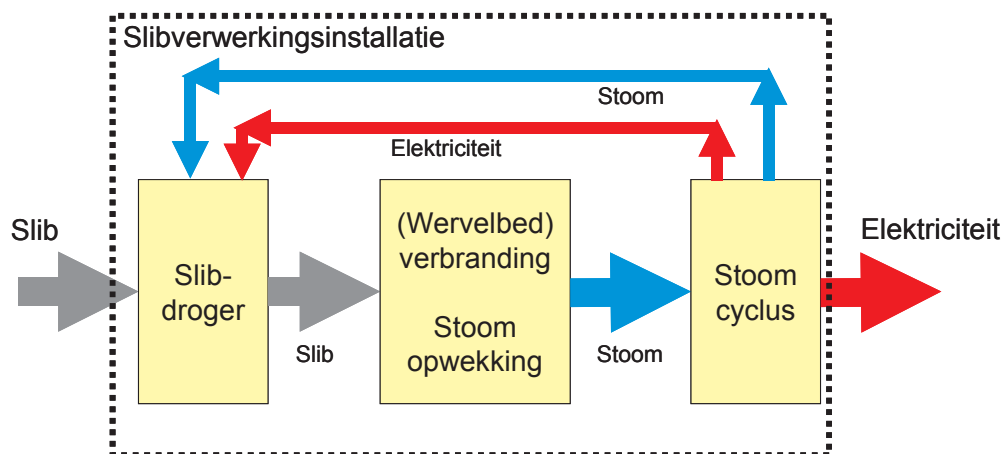 Slibverwerkingsinstallatie
Stoom
Elektriciteit
Slib
Slib-
droger
Slib
(Wervelbed)
verbranding
Stoom
opwekking
Stoom
Stoom
cyclus
Elektriciteit